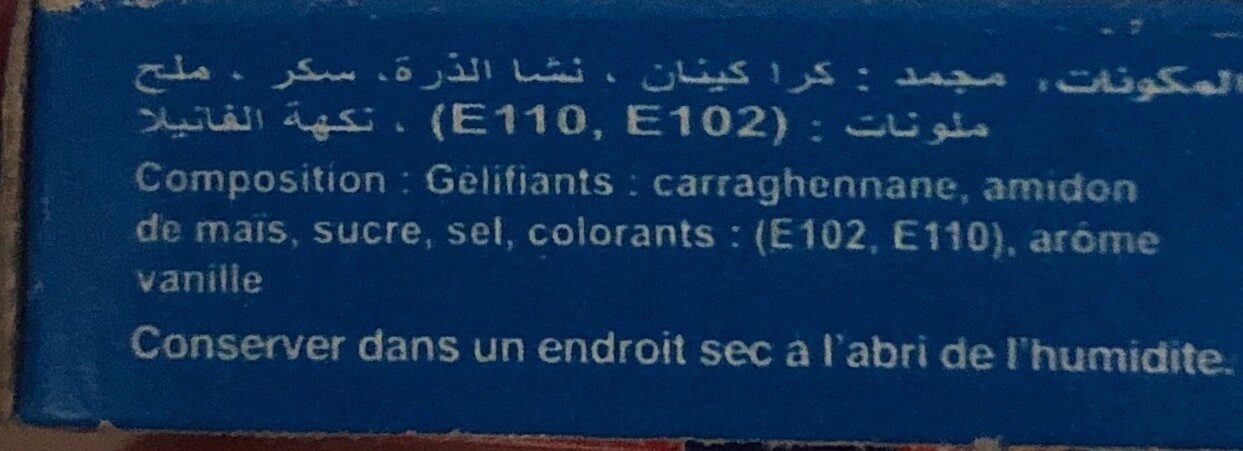 المكونات، مجمد : كرا كينان ، نشا الذرة، سكر ، ملح
ملونات : (E110, E102) ، نكهة الفانيلا
Composition : Gélifiants : carraghennane, amidon
de maïs, sucre, sel, colorants : (E102, E110), arôme
vanille
Conserver dans un endroit sec à l'abri de l'humidite.